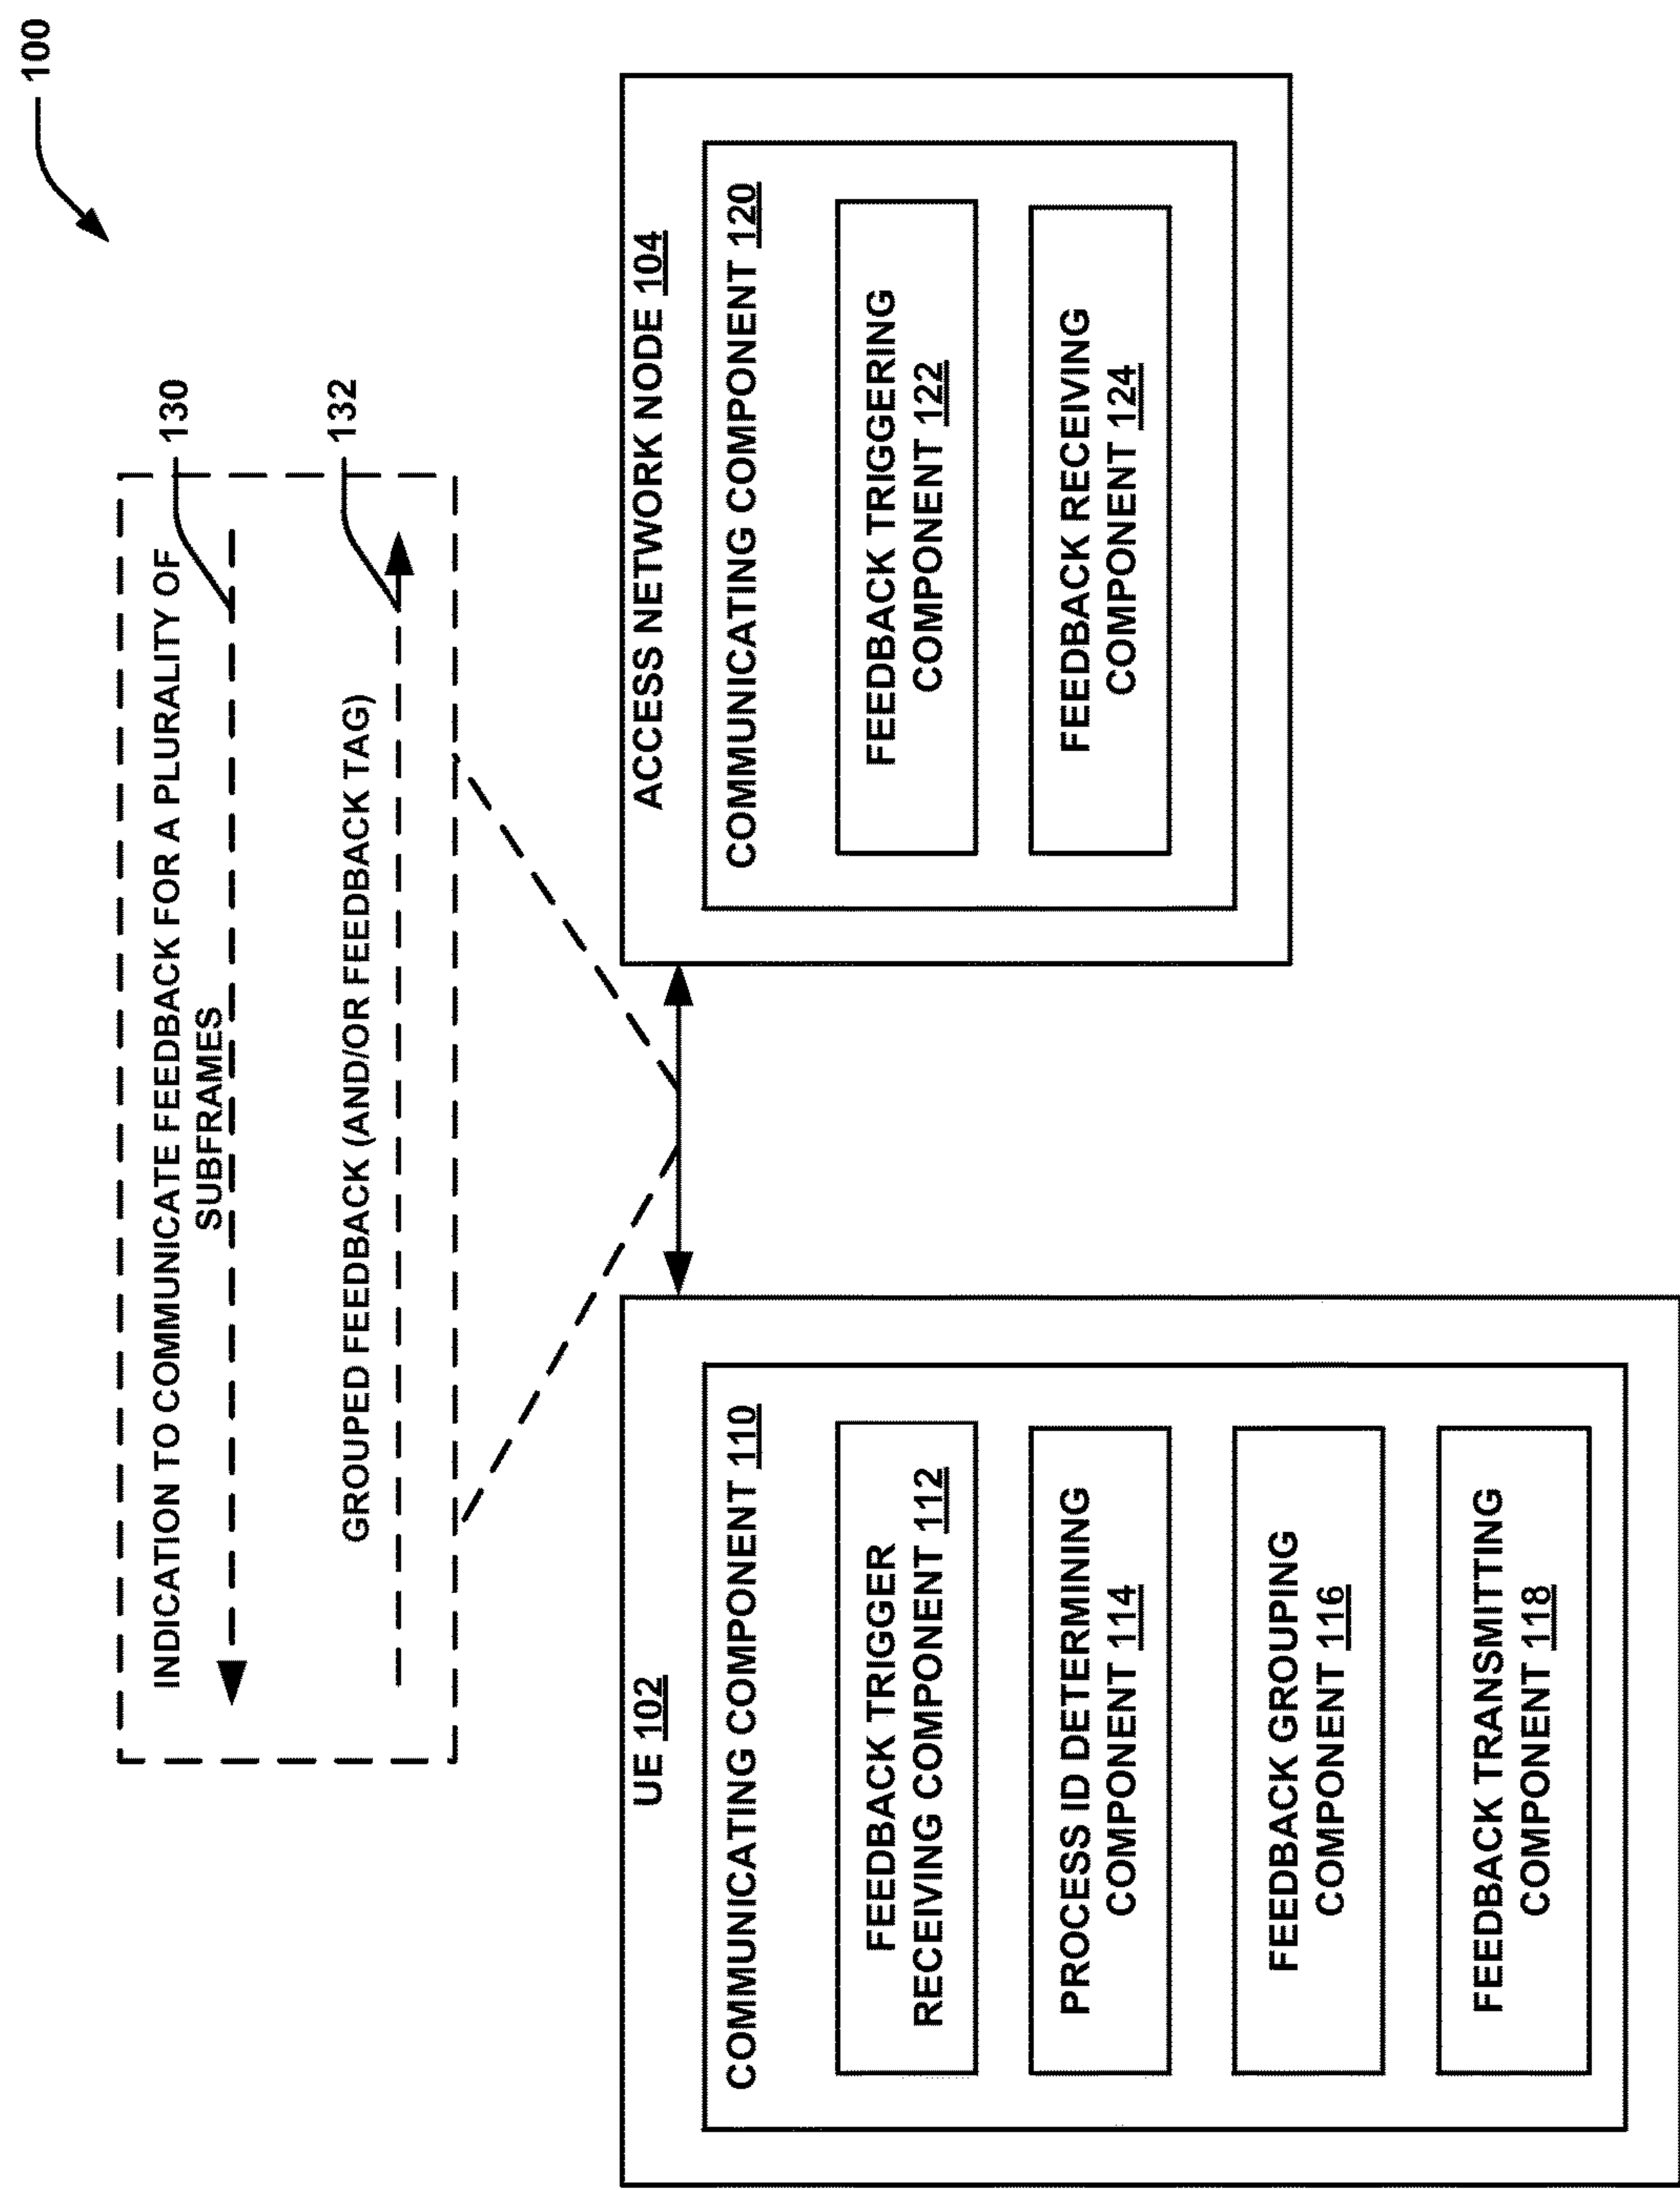 100
INDICATION TO COMMUNICATE FEEDBACK FOR A PLURALITY OF
SUBFRAMES
130
GROUPED FEEDBACK (AND/OR FEEDBACK TAG)
132
UE 102
COMMUNICATING COMPONENT 110
FEEDBACK TRIGGER
RECEIVING COMPONENT 112
PROCESS ID DETERMINING
COMPONENT 114
FEEDBACK GROUPING
COMPONENT 116
FEEDBACK TRANSMITTING
COMPONENT 118
ACCESS NETWORK NODE 104
COMMUNICATING COMPONENT 120
FEEDBACK TRIGGERING
COMPONENT 122
FEEDBACK RECEIVING
COMPONENT 124